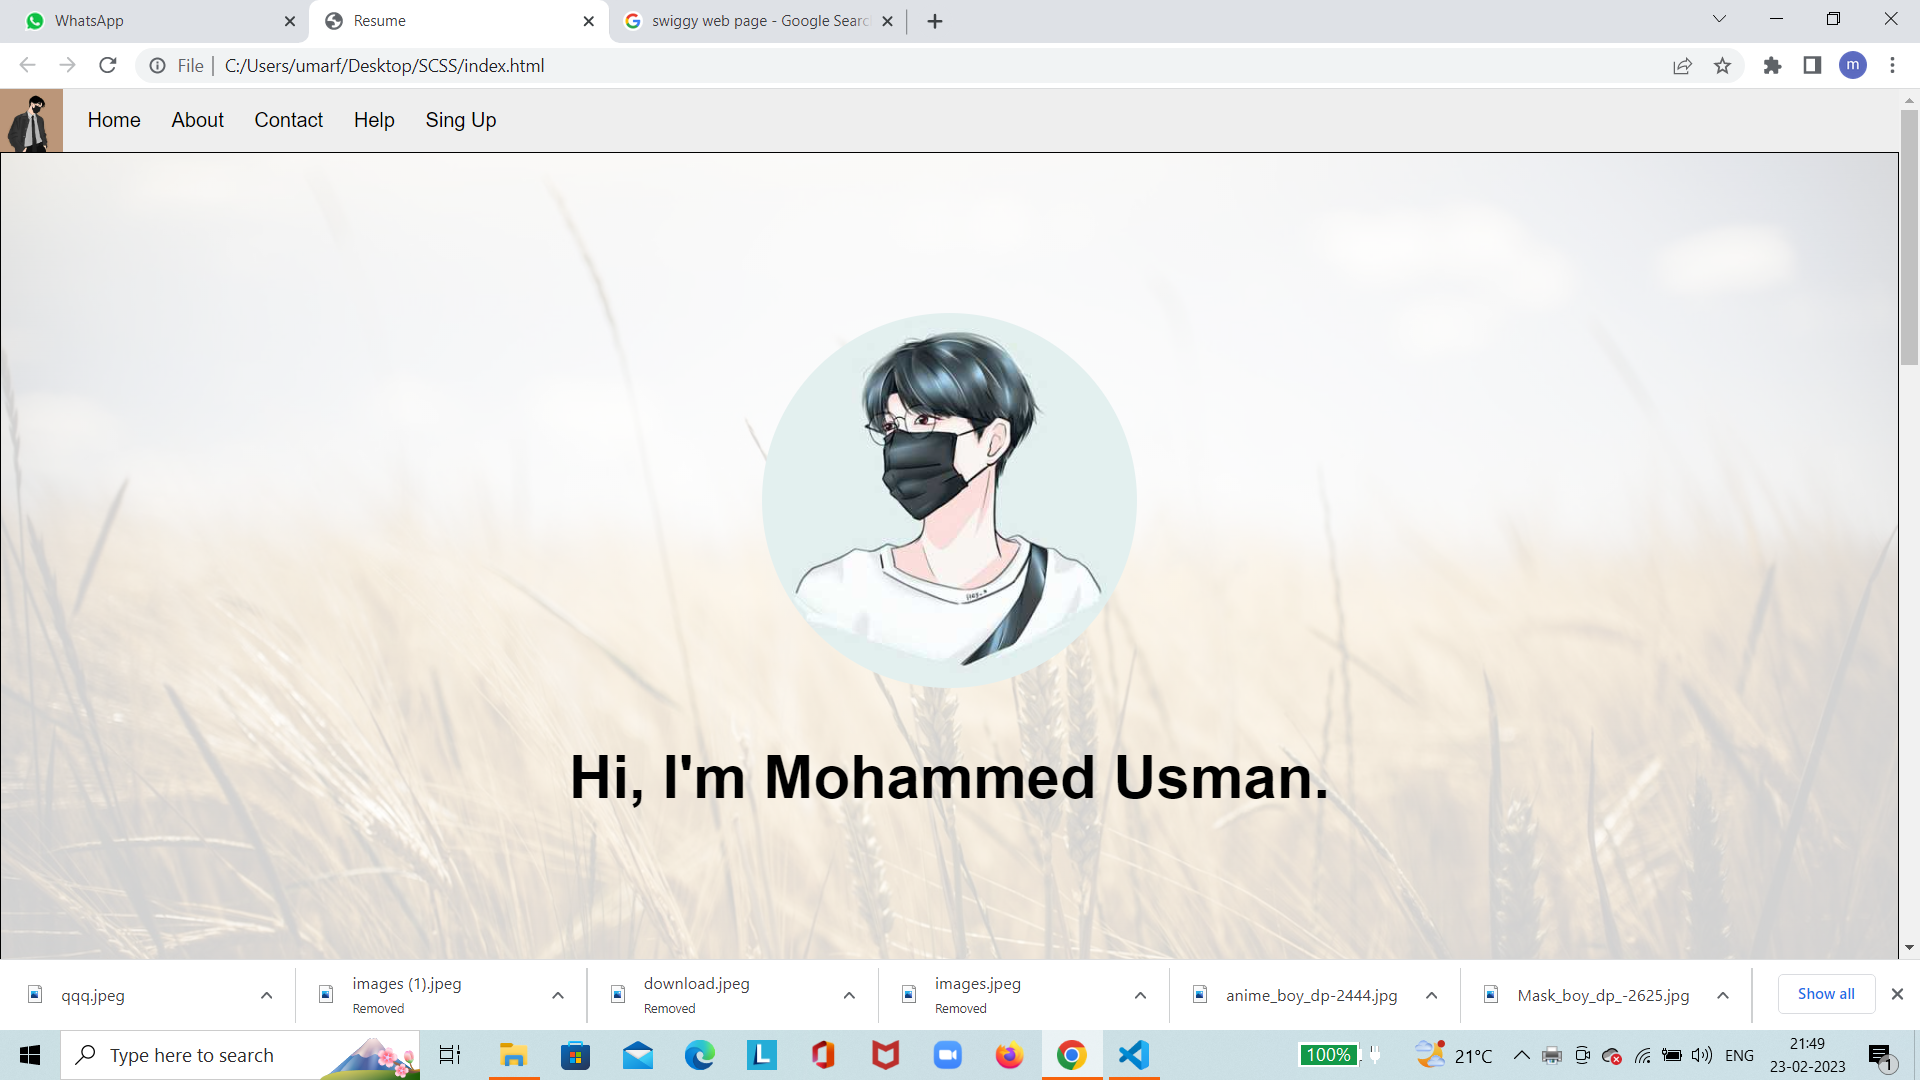 WhatsApp
Resume
swiggy web page - Google Searc
File | C:/Users/umarf/Desktop/SCSS/index.html
m
Home About Contact Help Sing Up
Hi, I'm Mohammed Usman.
qqq.jpeg
images (1).jpeg
Removed
download.jpeg
Removed
images.jpeg
Removed
anime_boy_dp-2444.jpg
Mask_boy_dp_-2625.jpg
Show all
Type here to search
L
100%
21°C
ENG
21:49
23-02-2023
1